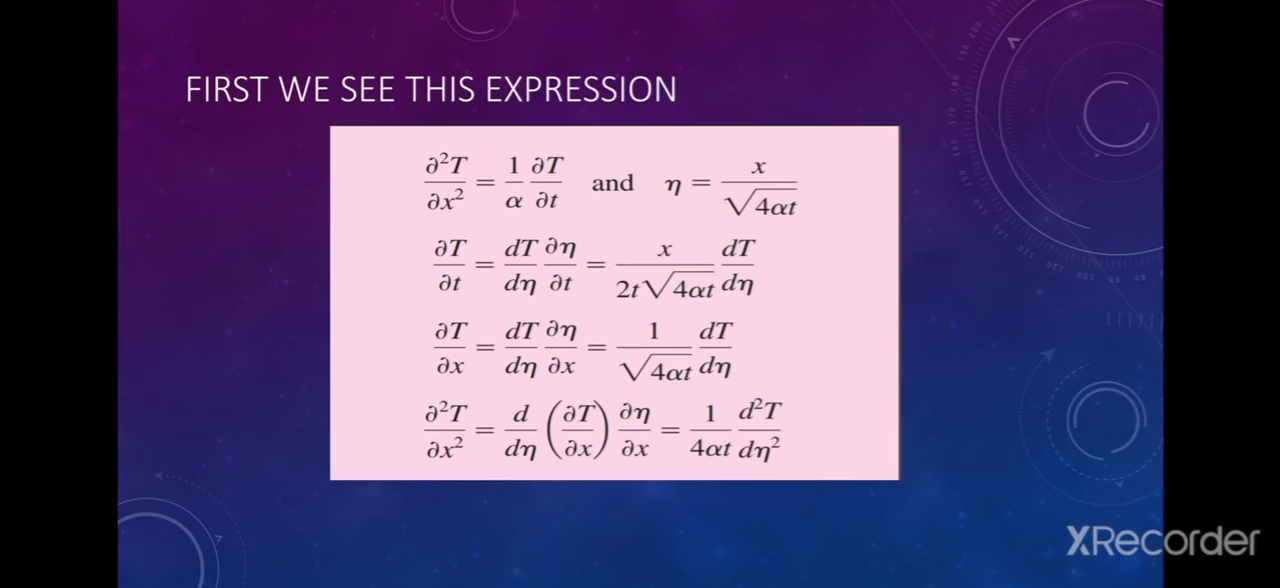 FIRST WE SEE THIS EXPRESSION
∂²T/∂x² = 1/α ∂T/∂t and η = x/√4αt
∂T/∂t = dT/dη ∂η/∂t = x/2t√4αt dT/dη
∂T/∂x = dT/dη ∂η/∂x = 1/√4αt dT/dη
∂²T/∂x² = d/dη (∂T/∂x) ∂η/∂x = 1/4αt d²T/dη²
XRecorder